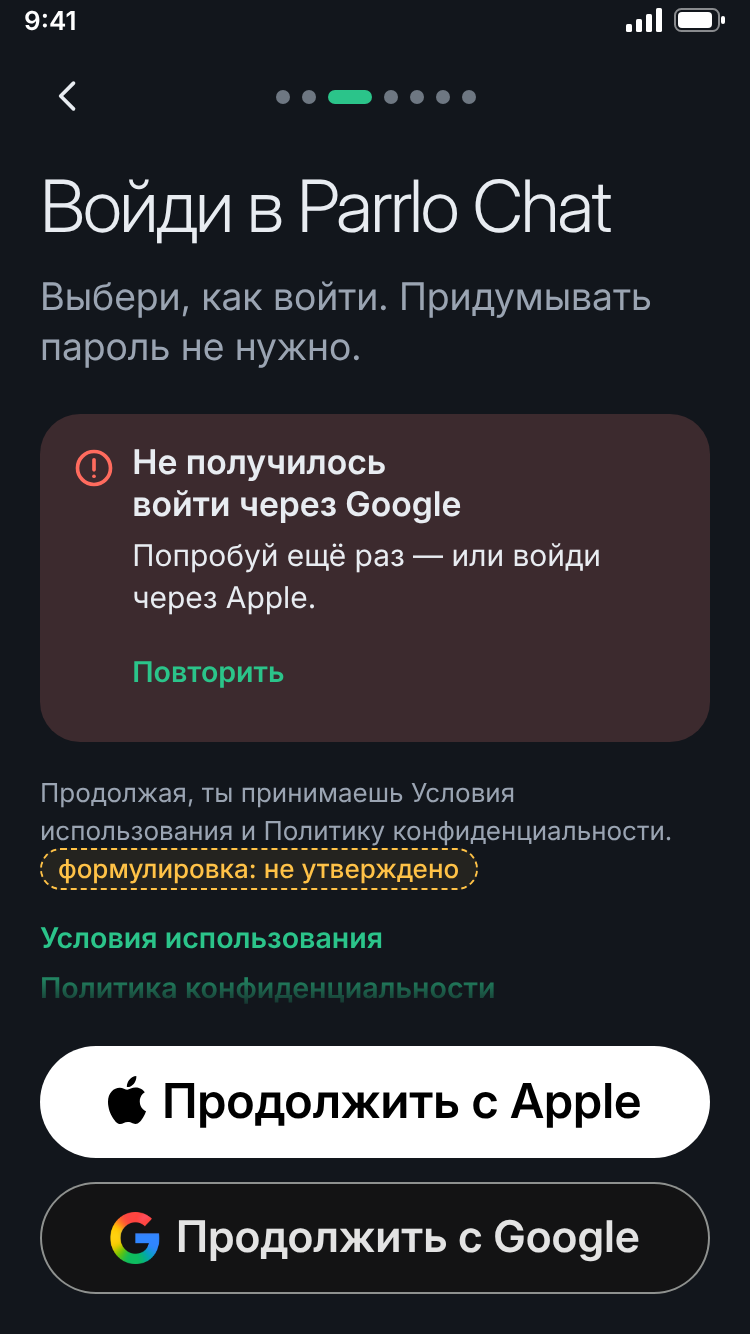 9:41
Войди в Parrlo Chat
Выбери, как войти. Придумывать
пароль не нужно.
Не получилось
войти через Google
Попробуй ещё раз — или войди
через Apple.
Повторить
Продолжая, ты принимаешь Условия
использования и Политику конфиденциальности.
формулировка: не утверждено
Условия использования
Политика конфиденциальности
Продолжить с Apple
Продолжить с Google